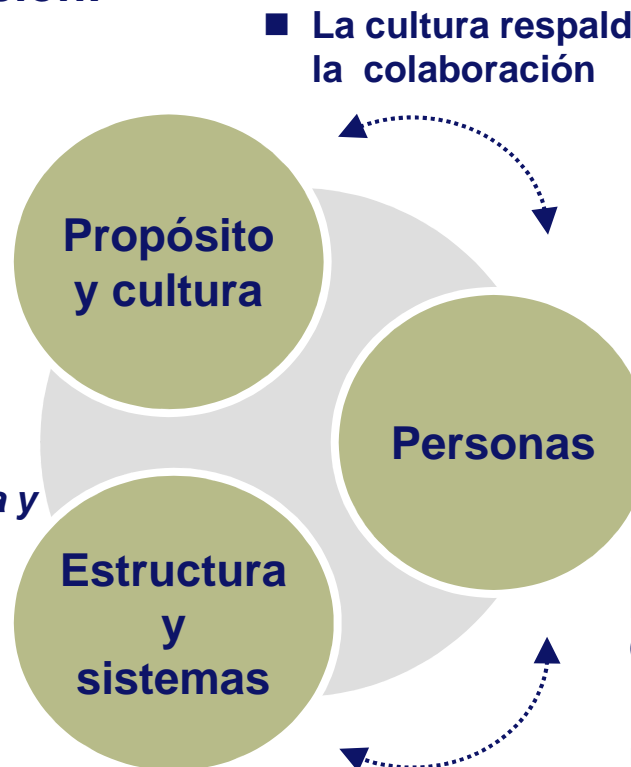 La cultura respald
la colaboración
Propósito
y cultura
Personas
y
Estructura
y
sistemas